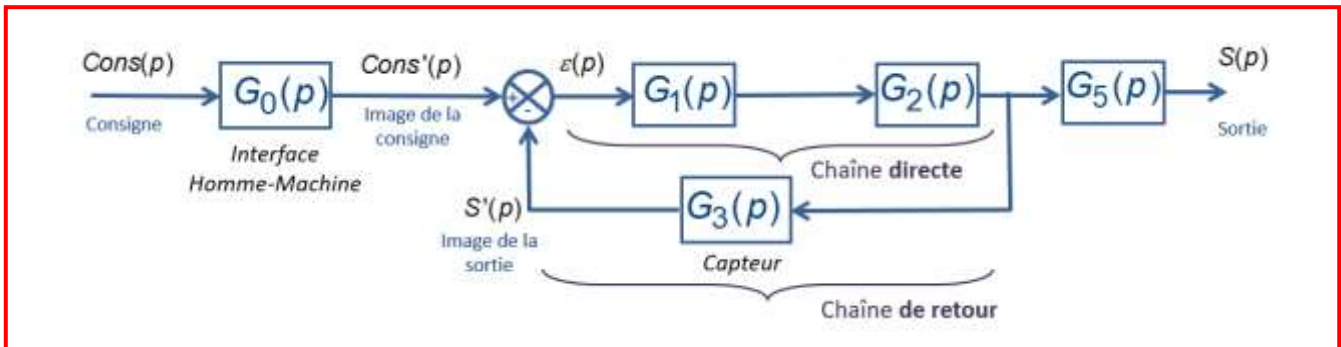 Cons(p)
Consigne
G₀(p)
Interface
Homme-Machine
Cons'(p)
Image de la
consigne
+
-
ε(p)
G₁(p)
G₂(p)
G₅(p)
S(p)
Sortie
Chaîne directe
S'(p)
Image de la
sortie
G₃(p)
Capteur
Chaîne de retour